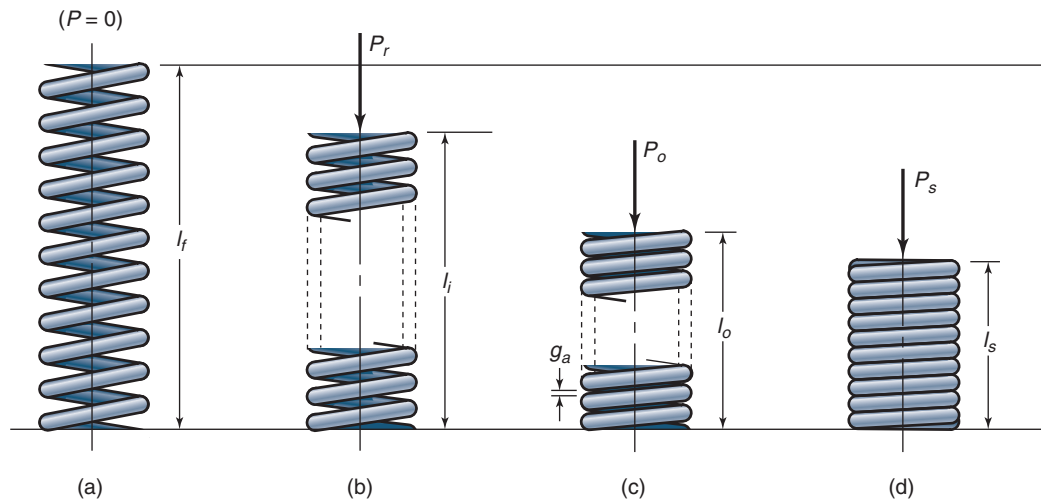 (P = 0)
P_r
P_o
P_s
l_f
l_i
g_a
l_o
l_s
(a)
(b)
(c)
(d)